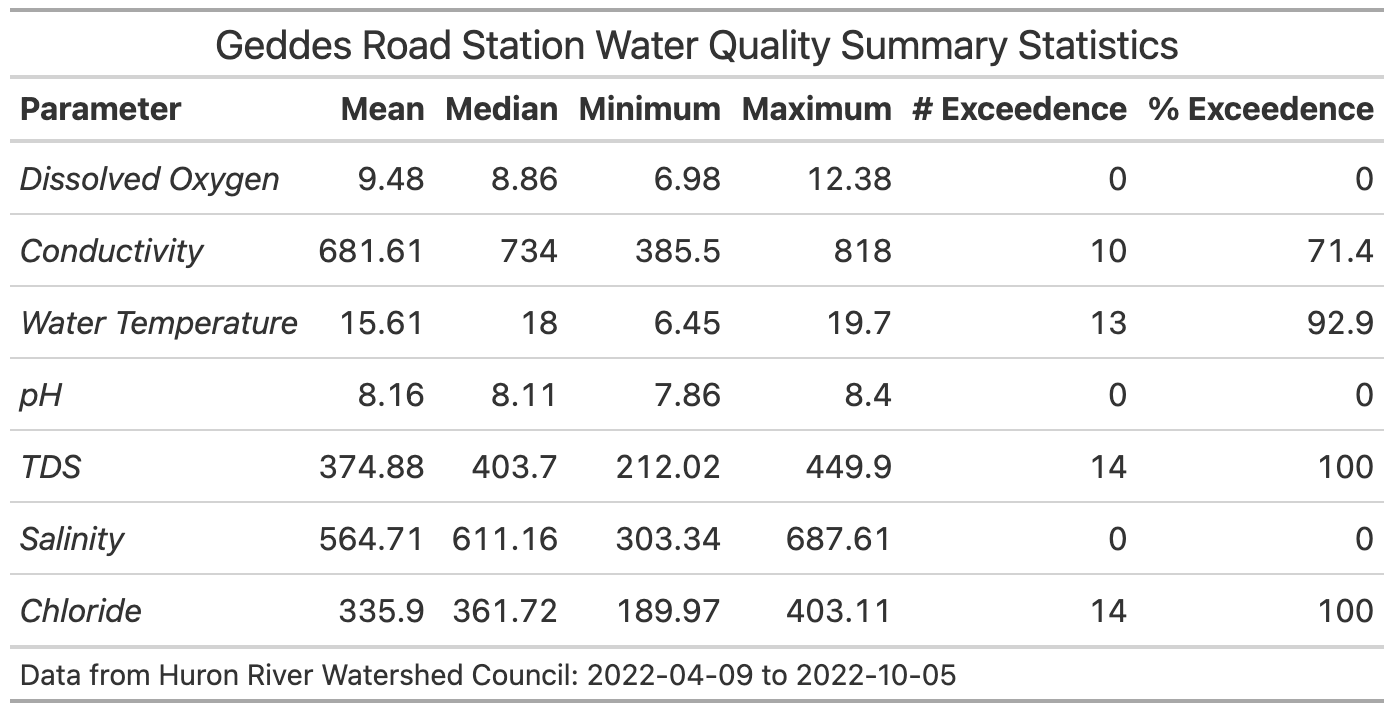 Geddes Road Station Water Quality Summary Statistics
Parameter Mean Median Minimum Maximum # Exceedence % Exceedence
Dissolved Oxygen 9.48 8.86 6.98 12.38 0 0
Conductivity 681.61 734 385.5 818 10 71.4
Water Temperature 15.61 18 6.45 19.7 13 92.9
pH 8.16 8.11 7.86 8.4 0 0
TDS 374.88 403.7 212.02 449.9 14 100
Salinity 564.71 611.16 303.34 687.61 0 0
Chloride 335.9 361.72 189.97 403.11 14 100
Data from Huron River Watershed Council: 2022-04-09 to 2022-10-05